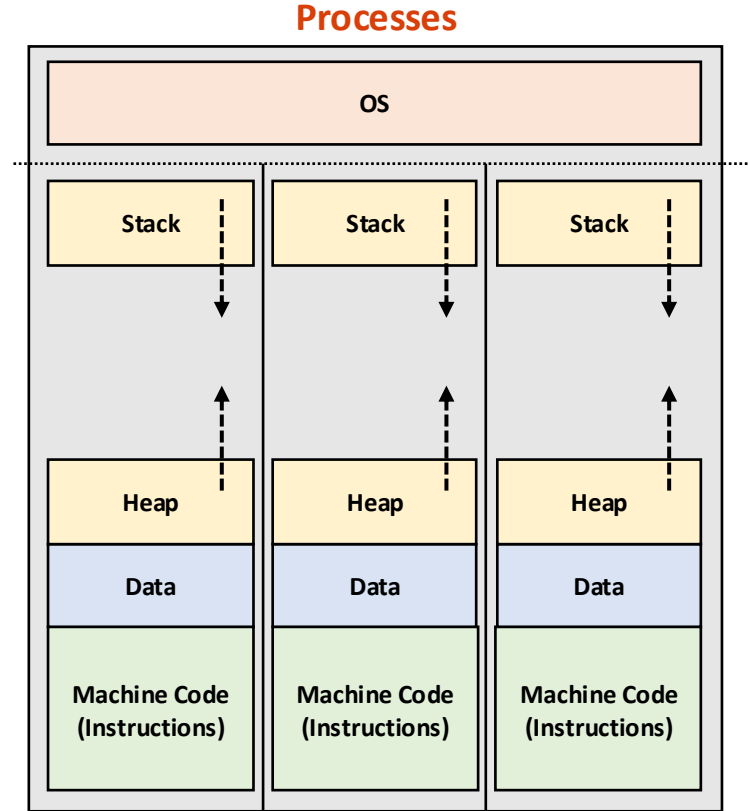 Processes
OS
Stack Stack Stack
Heap Heap Heap
Data Data Data
Machine Code Machine Code Machine Code
(Instructions) (Instructions) (Instructions)